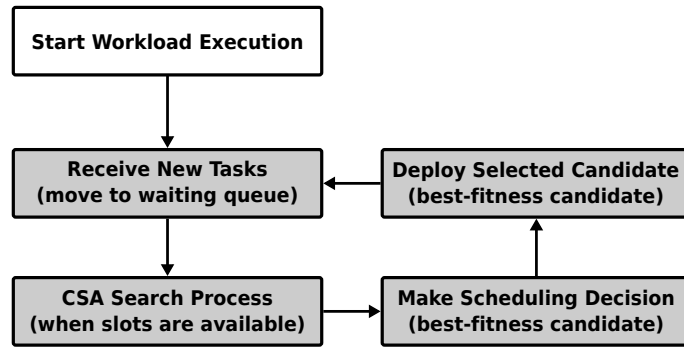 Start Workload Execution
Receive New Tasks
(move to waiting queue)
Deploy Selected Candidate
(best-fitness candidate)
CSA Search Process
(when slots are available)
Make Scheduling Decision
(best-fitness candidate)